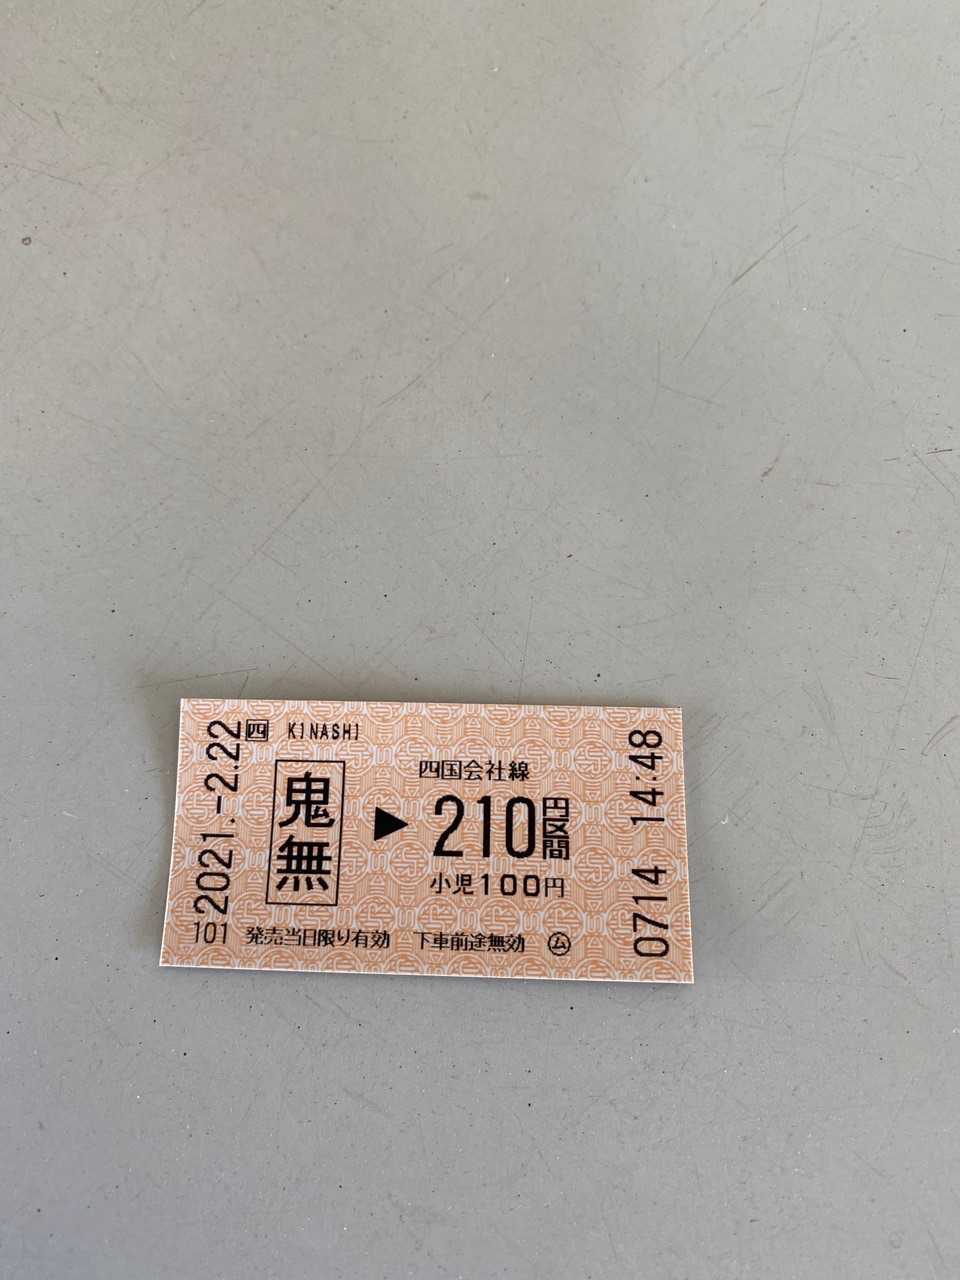 四 KINASHI
2021.-2.22
鬼無
▶
四国会社線
210円区間
小児100円
101 発売当日限り有効 下車前途無効 ㋰
0714 14:48